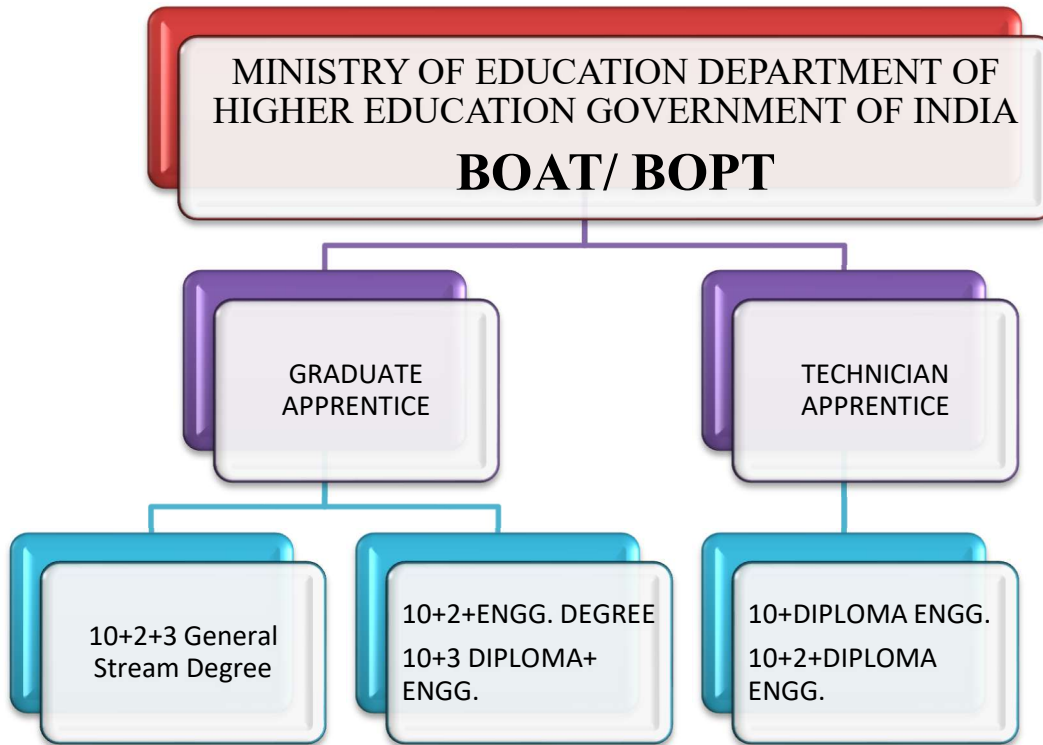 MINISTRY OF EDUCATION DEPARTMENT OF
HIGHER EDUCATION GOVERNMENT OF INDIA
BOAT/ BOPT
GRADUATE
APPRENTICE
TECHNICIAN
APPRENTICE
10+2+3 General
Stream Degree
10+2+ENGG. DEGREE
10+3 DIPLOMA+
ENGG.
10+DIPLOMA ENGG.
10+2+DIPLOMA
ENGG.